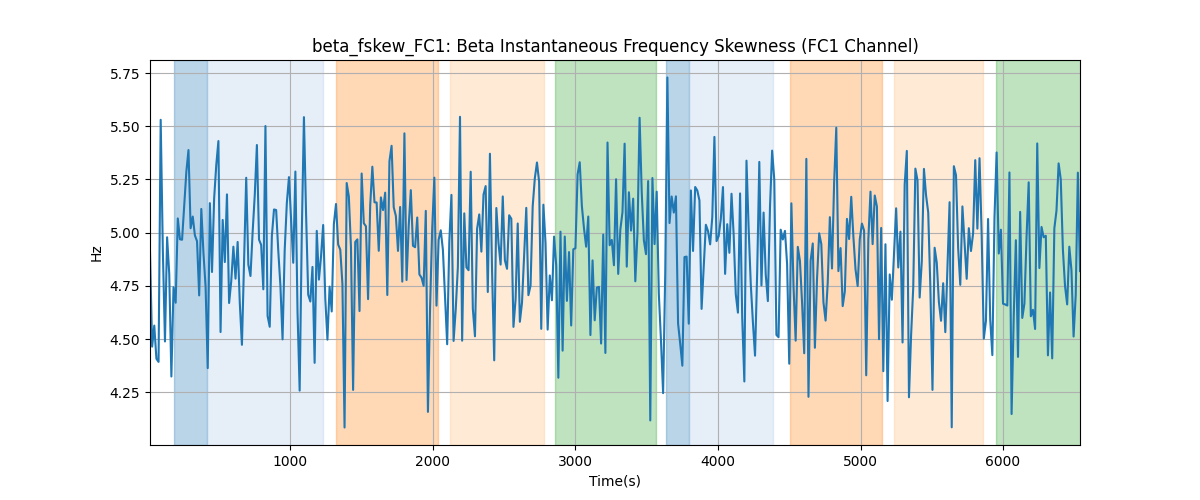 beta_fskew_FC1: Beta Instantaneous Frequency Skewness (FC1 Channel)
5.75
5.50
5.25
5.00
4.75
4.50
4.25
Hz
1000 2000 3000 4000 5000 6000
Time(s)